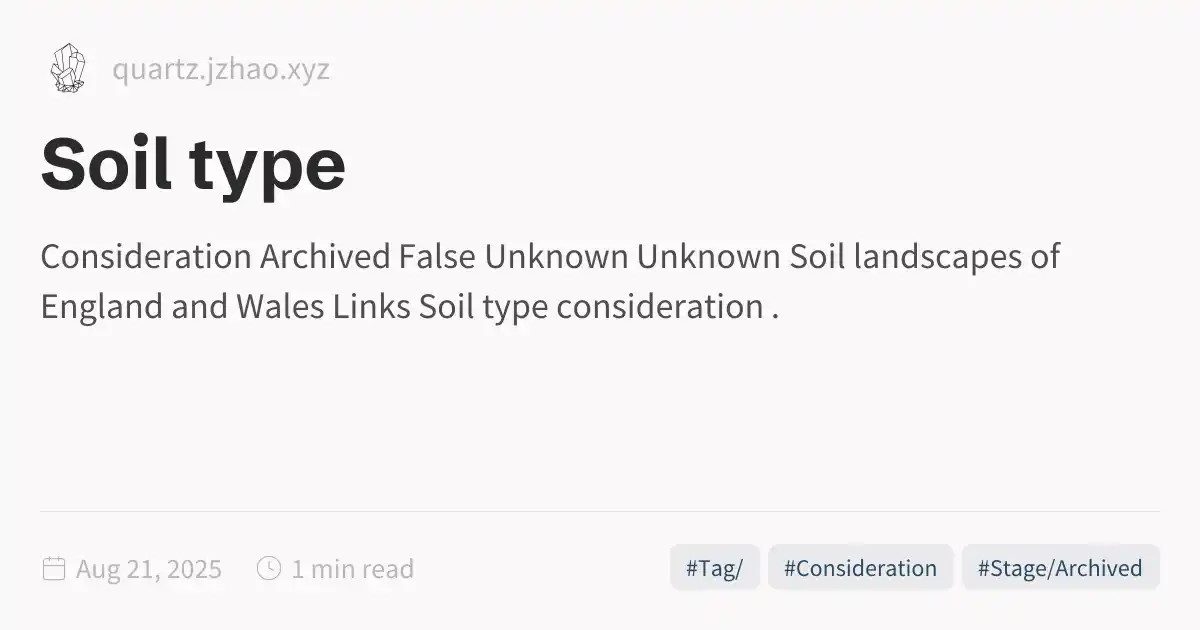 quartz.jzhao.xyz
Soil type
Consideration Archived False Unknown Unknown Soil landscapes of
England and Wales Links Soil type consideration .
Aug 21, 2025 1 min read #Tag/ #Consideration #Stage/Archived